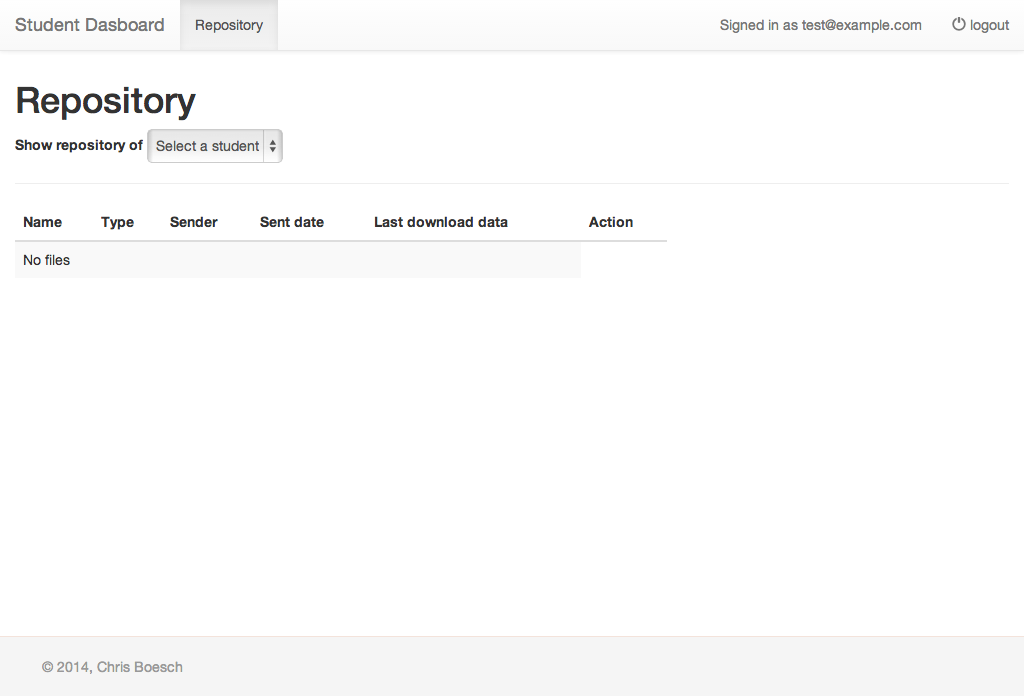 Student Dasboard Repository Signed in as test@example.com logout
Repository
Show repository of Select a student
Name Type Sender Sent date Last download data Action
No files
© 2014, Chris Boesch